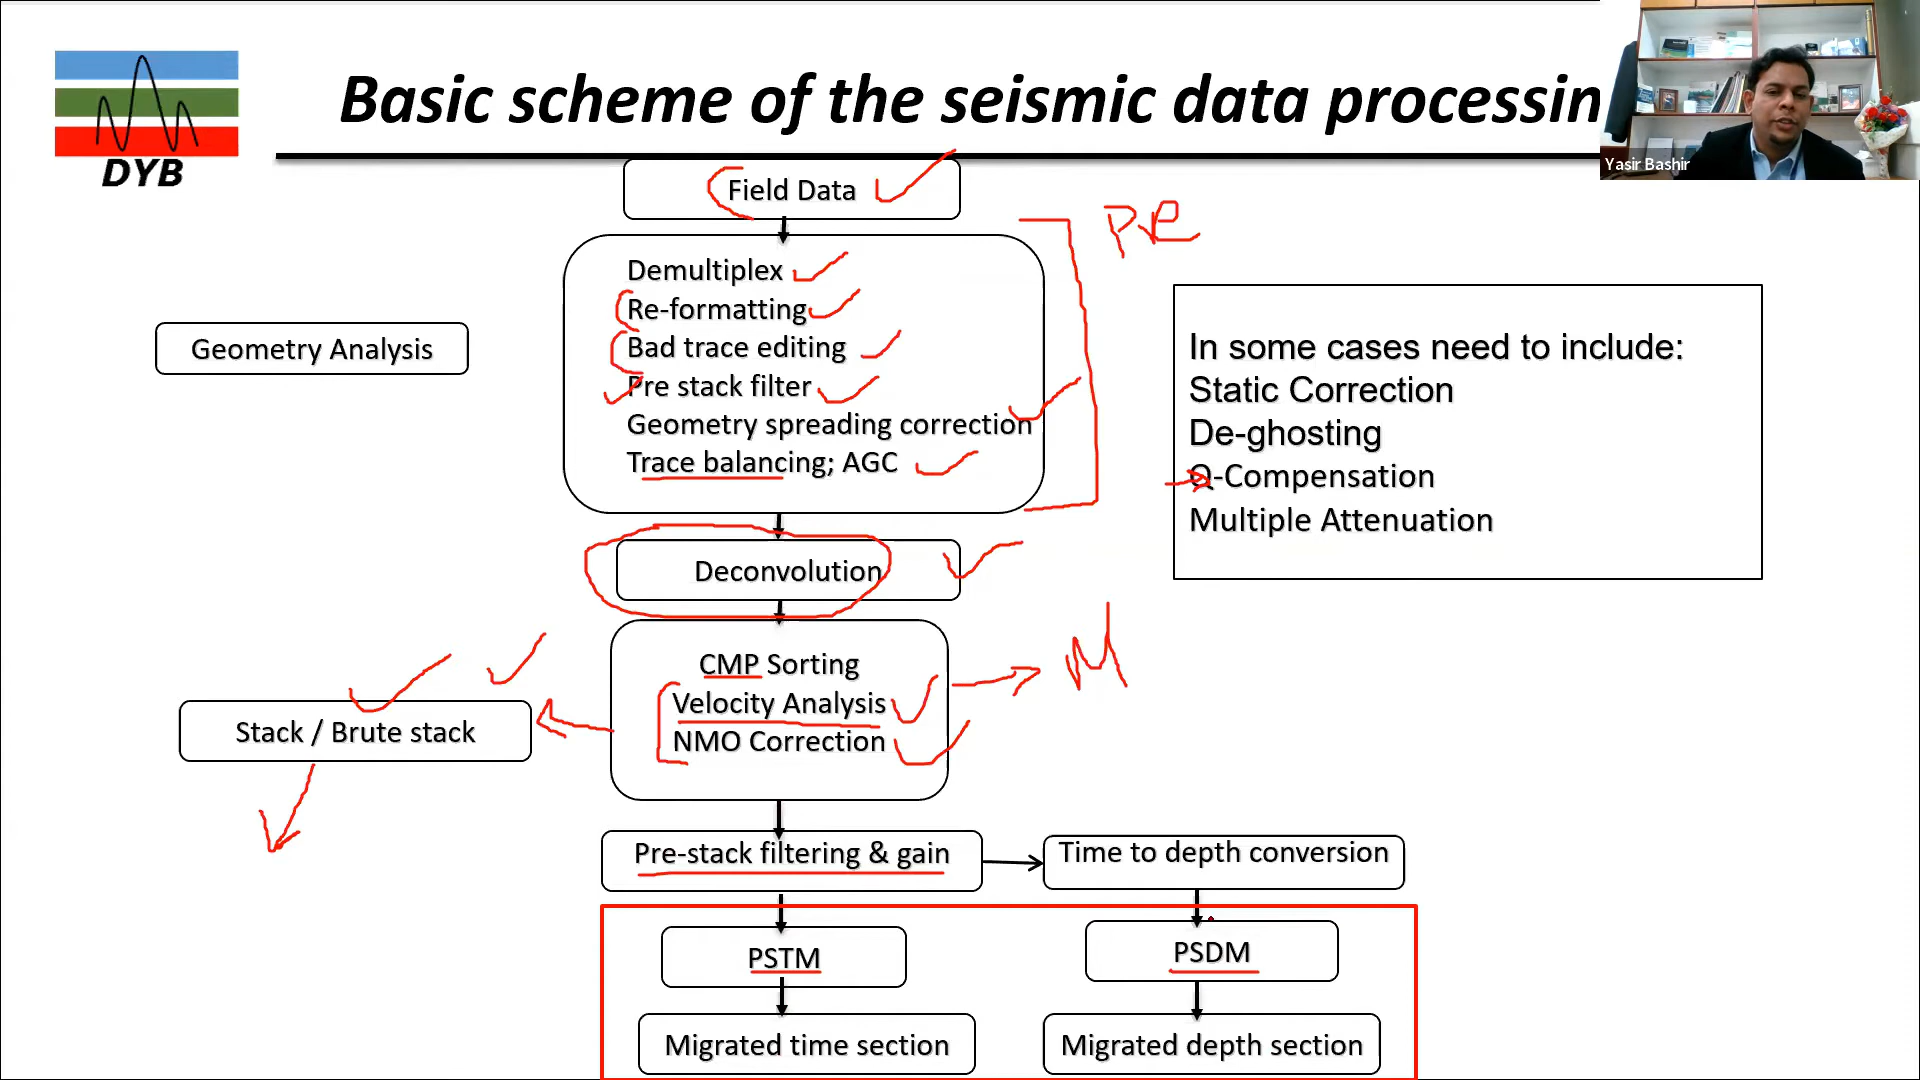 Basic scheme of the seismic data processin
DYB
Yasir Bashir
Field Data
Pre
Demultiplex
Re-formatting
Bad trace editing
Pre stack filter
Geometry spreading correction
Trace balancing; AGC
Geometry Analysis
In some cases need to include:
Static Correction
De-ghosting
Q-Compensation
Multiple Attenuation
Deconvolution
CMP Sorting
Velocity Analysis
NMO Correction
M
Stack / Brute stack
Pre-stack filtering & gain
Time to depth conversion
PSTM
PSDM
Migrated time section
Migrated depth section